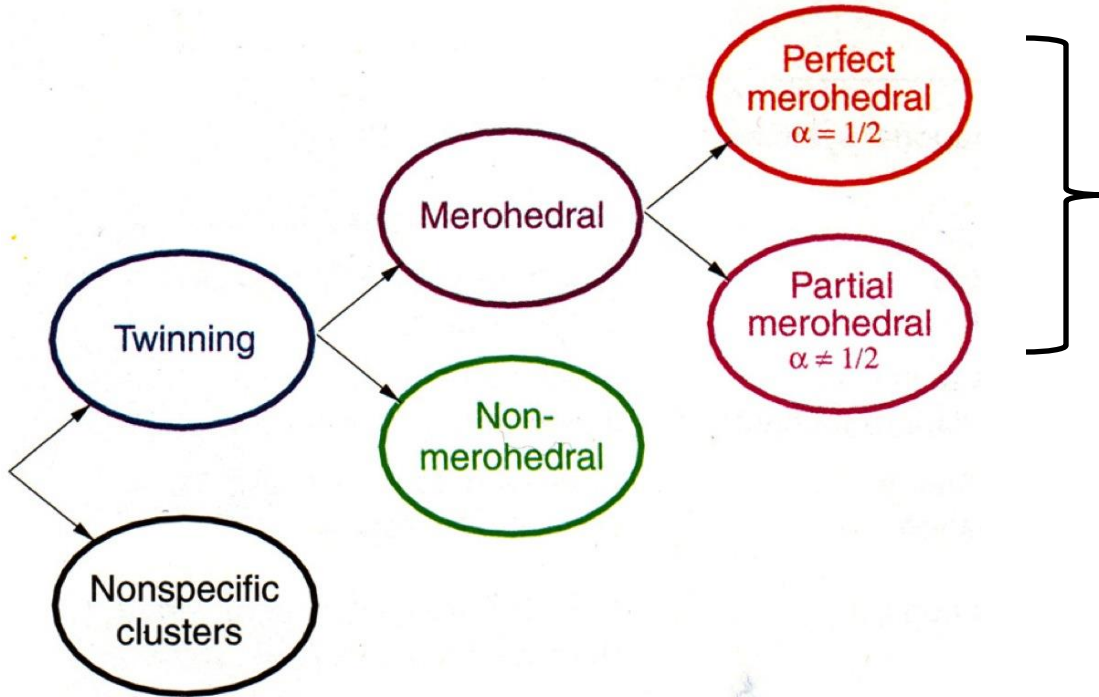 Perfect
merohedral
α = 1/2
Merohedral
Partial
merohedral
α ≠ 1/2
Twinning
Non-
merohedral
Nonspecific
clusters